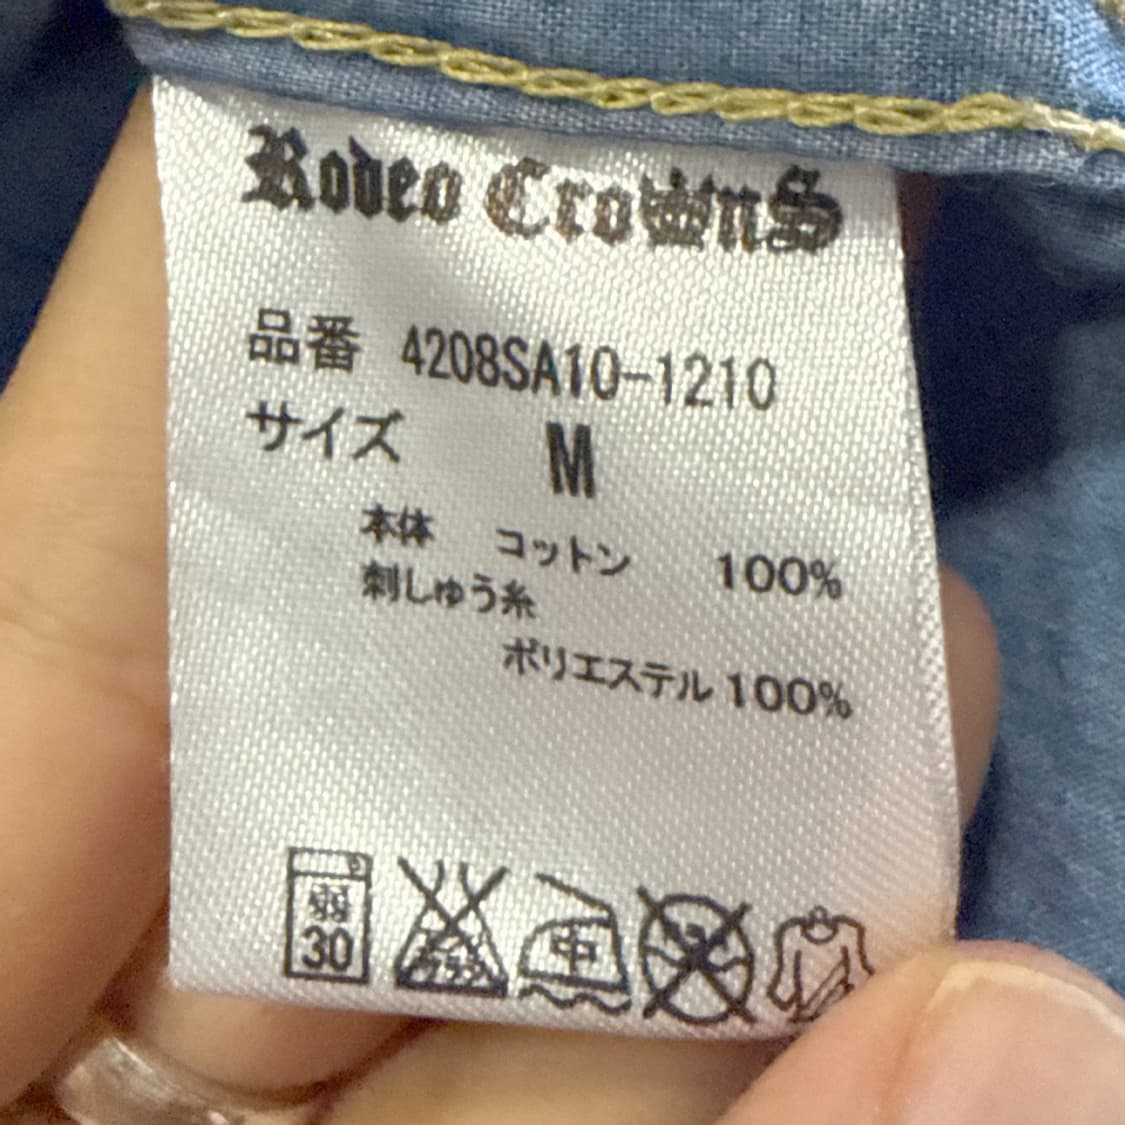 Rodeo Crowns
品番 4208SA10-1210
サイズ M
本体 コットン 100%
刺しゅう糸
ポリエステル 100%
弱 30 中